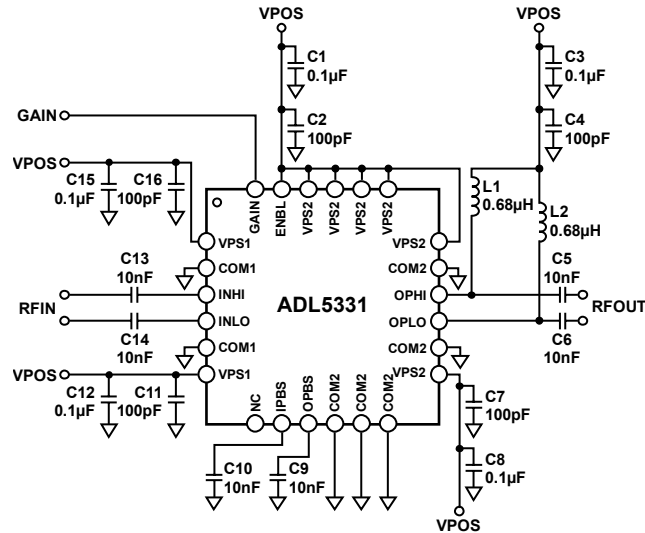 VPOS
VPOS
C1
0.1µF
C3
0.1µF
GAIN
C2
100pF
C4
100pF
VPOS
C15
0.1µF
C16
100pF
GAIN
ENBL
VPS2
VPS2
VPS2
VPS2
L1
0.68µH
L2
0.68µH
VPS1
VPS2
COM1
COM2
C13
10nF
C5
10nF
RFIN
INHI
ADL5331
OPHI
RFOUT
INLO
OPLO
C14
10nF
C6
10nF
COM1
COM2
VPOS
VPS1
VPS2
C12
0.1µF
C11
100pF
C7
100pF
NC
IPBS
OPBS
COM2
COM2
COM2
C10
10nF
C9
10nF
C8
0.1µF
VPOS